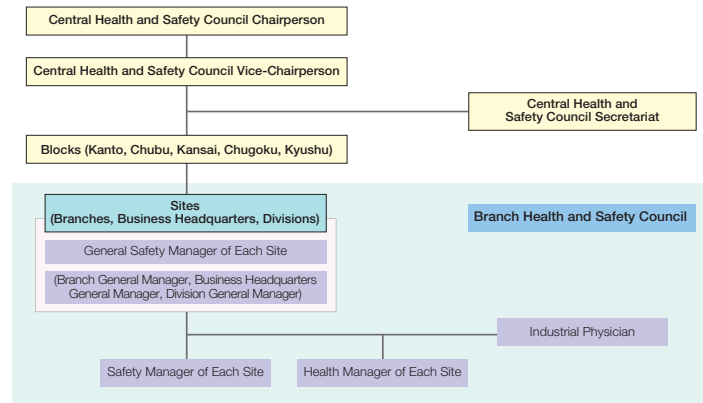 Central Health and Safety Council Chairperson
Central Health and Safety Council Vice-Chairperson
Central Health and
Safety Council Secretariat
Blocks (Kanto, Chubu, Kansai, Chugoku, Kyushu)
Sites
(Branches, Business Headquarters, Divisions)
Branch Health and Safety Council
General Safety Manager of Each Site
(Branch General Manager, Business Headquarters
General Manager, Division General Manager)
Industrial Physician
Safety Manager of Each Site
Health Manager of Each Site